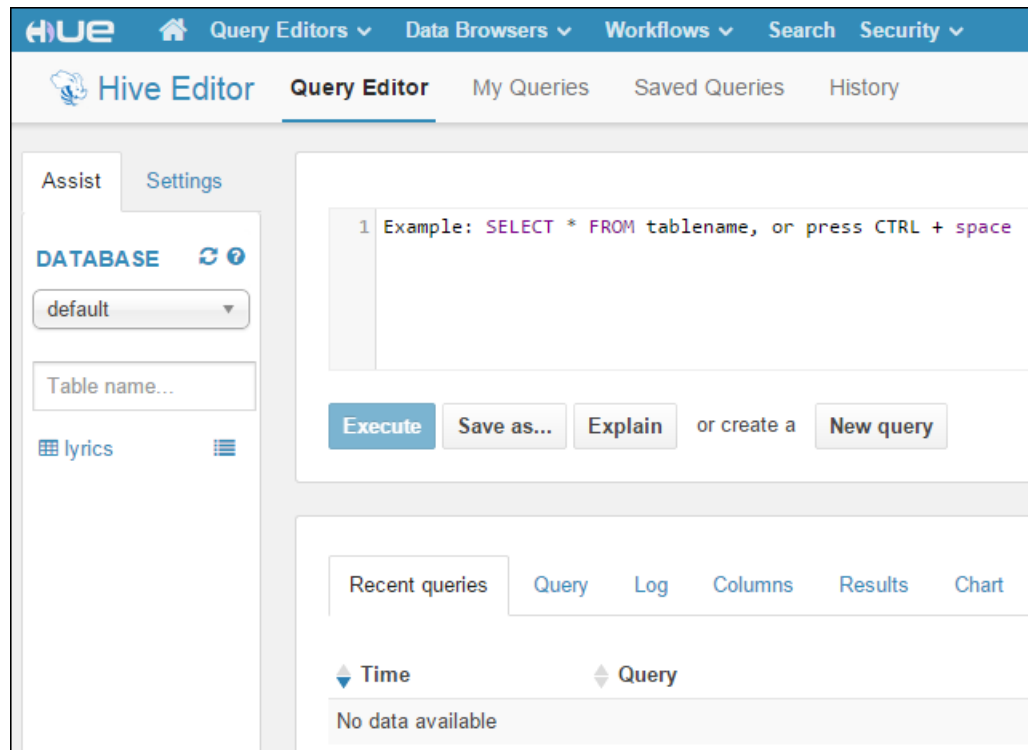 HUE Query Editors Data Browsers Workflows Search Security
Hive Editor Query Editor My Queries Saved Queries History
Assist Settings
DATABASE
default
Table name...
lyrics
1 Example: SELECT * FROM tablename, or press CTRL + space
Execute Save as... Explain or create a New query
Recent queries Query Log Columns Results Chart
Time Query
No data available